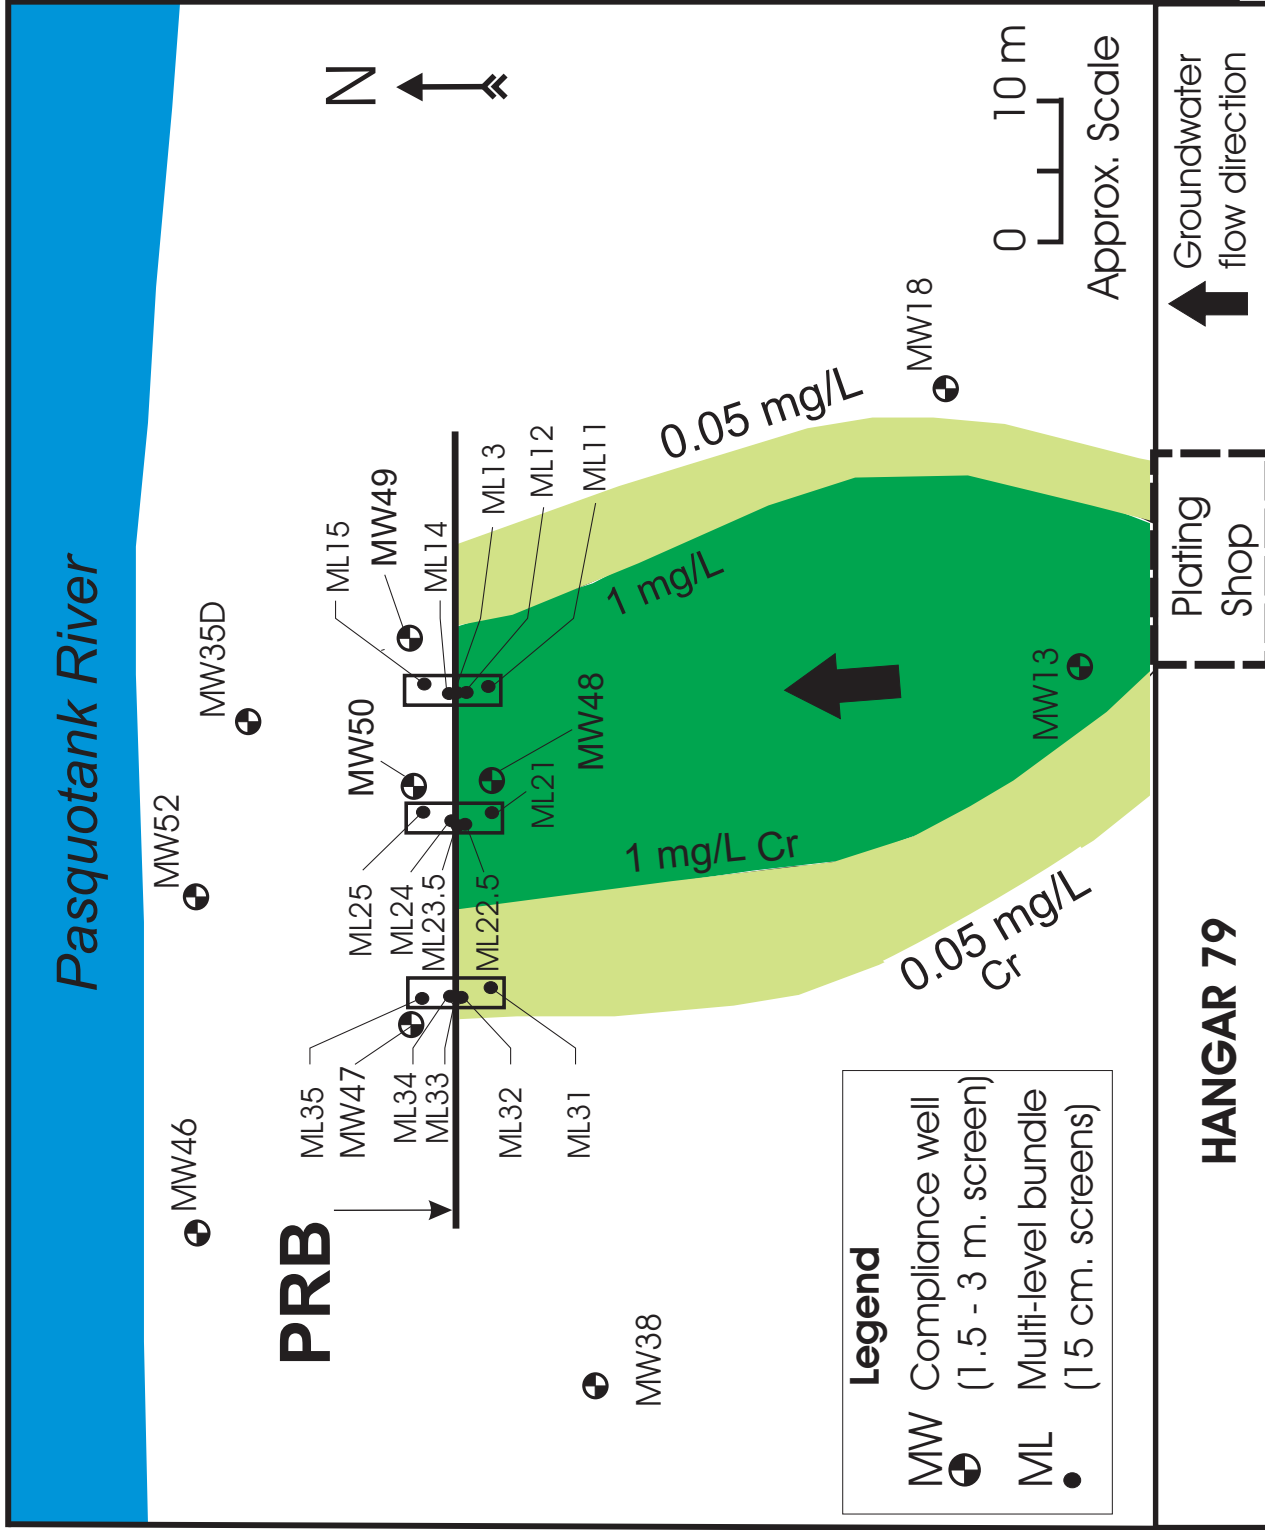 Pasquotank River
N
MW46
MW52
MW35D
PRB
ML35
MW47
ML34
ML33
ML32
ML31
ML25
ML24
ML23.5
ML22.5
MW50
ML21
MW48
ML15
MW49
ML14
ML13
ML12
ML11
MW38
1 mg/L Cr
1 mg/L
0.05 mg/L
0.05 mg/L
Cr
MW13
MW18
0 10 m
Approx. Scale
Legend
MW Compliance well
(1.5 - 3 m. screen)
ML Multi-level bundle
(15 cm. screens)
HANGAR 79
Plating
Shop
Groundwater
flow direction